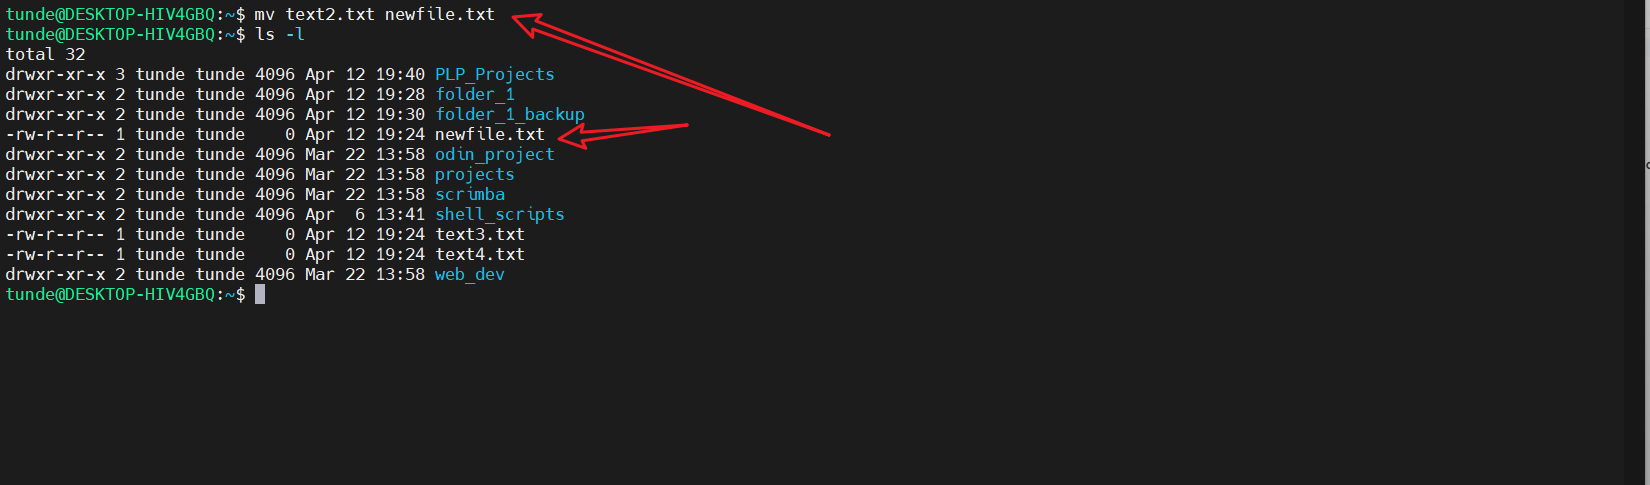 tunde@DESKTOP-HIV4GBQ:~$ mv text2.txt newfile.txt
tunde@DESKTOP-HIV4GBQ:~$ ls -l
total 32
drwxr-xr-x 3 tunde tunde 4096 Apr 12 19:40 PLP_Projects
drwxr-xr-x 2 tunde tunde 4096 Apr 12 19:28 folder_1
drwxr-xr-x 2 tunde tunde 4096 Apr 12 19:30 folder_1_backup
-rw-r--r-- 1 tunde tunde    0 Apr 12 19:24 newfile.txt
drwxr-xr-x 2 tunde tunde 4096 Mar 22 13:58 odin_project
drwxr-xr-x 2 tunde tunde 4096 Mar 22 13:58 projects
drwxr-xr-x 2 tunde tunde 4096 Mar 22 13:58 scrimba
drwxr-xr-x 2 tunde tunde 4096 Apr  6 13:41 shell_scripts
-rw-r--r-- 1 tunde tunde    0 Apr 12 19:24 text3.txt
-rw-r--r-- 1 tunde tunde    0 Apr 12 19:24 text4.txt
drwxr-xr-x 2 tunde tunde 4096 Mar 22 13:58 web_dev
tunde@DESKTOP-HIV4GBQ:~$